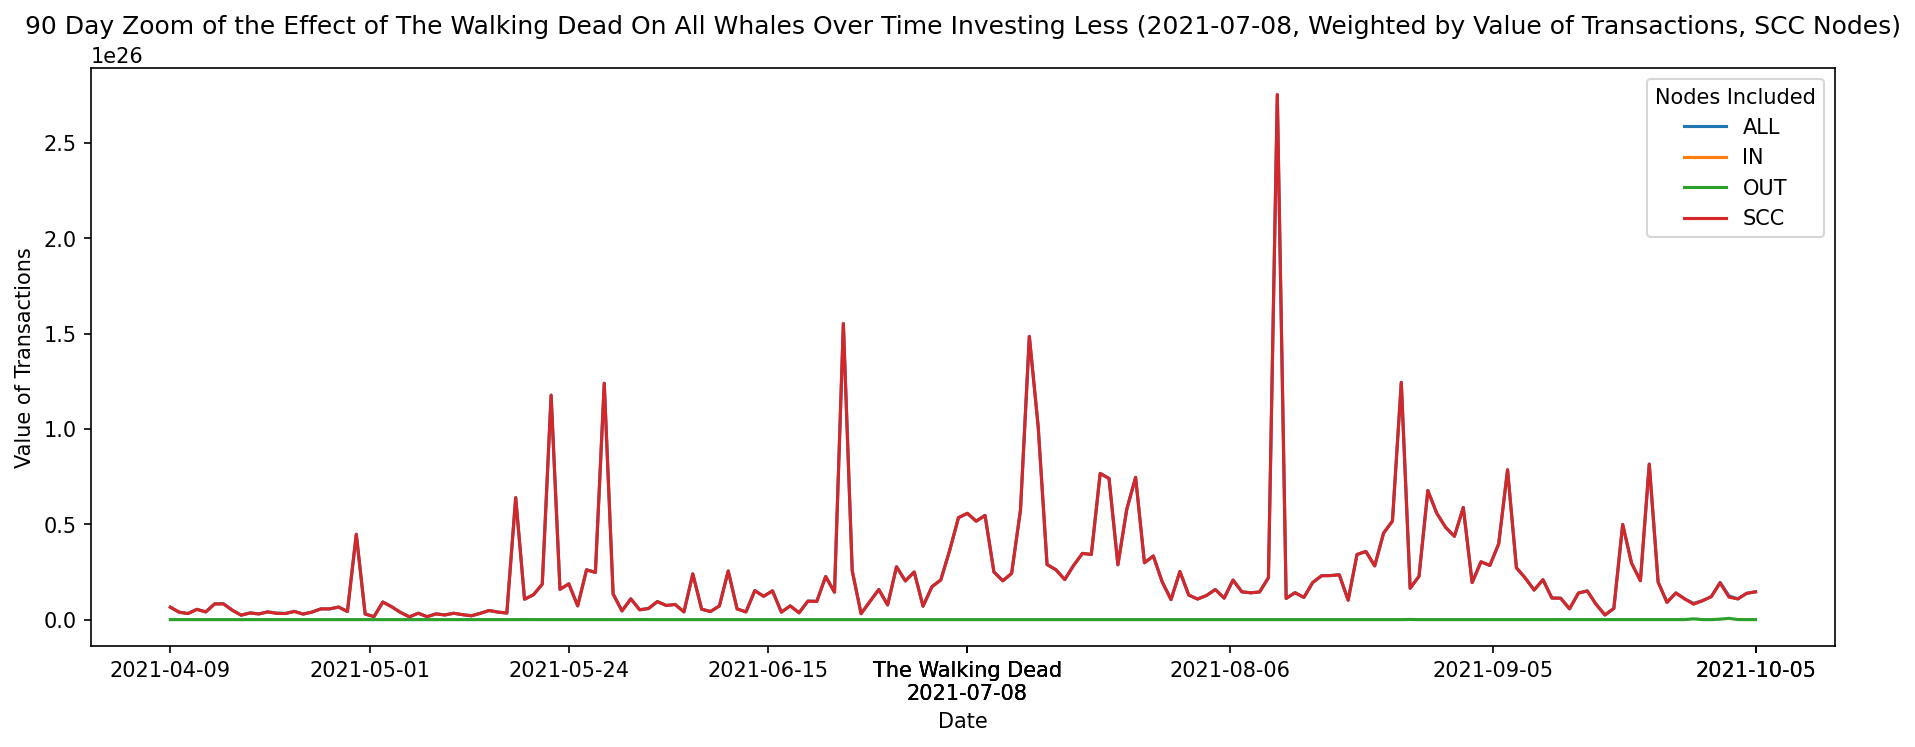 90 Day Zoom of the Effect of The Walking Dead On All Whales Over Time Investing Less (2021-07-08, Weighted by Value of Transactions, SCC Nodes)
1e26
Nodes Included
ALL
IN
OUT
SCC
2.5
2.0
1.5
1.0
0.5
0.0
Value of Transactions
2021-04-09
2021-05-01
2021-05-24
2021-06-15
The Walking Dead
2021-07-08
2021-08-06
2021-09-05
2021-10-05
Date